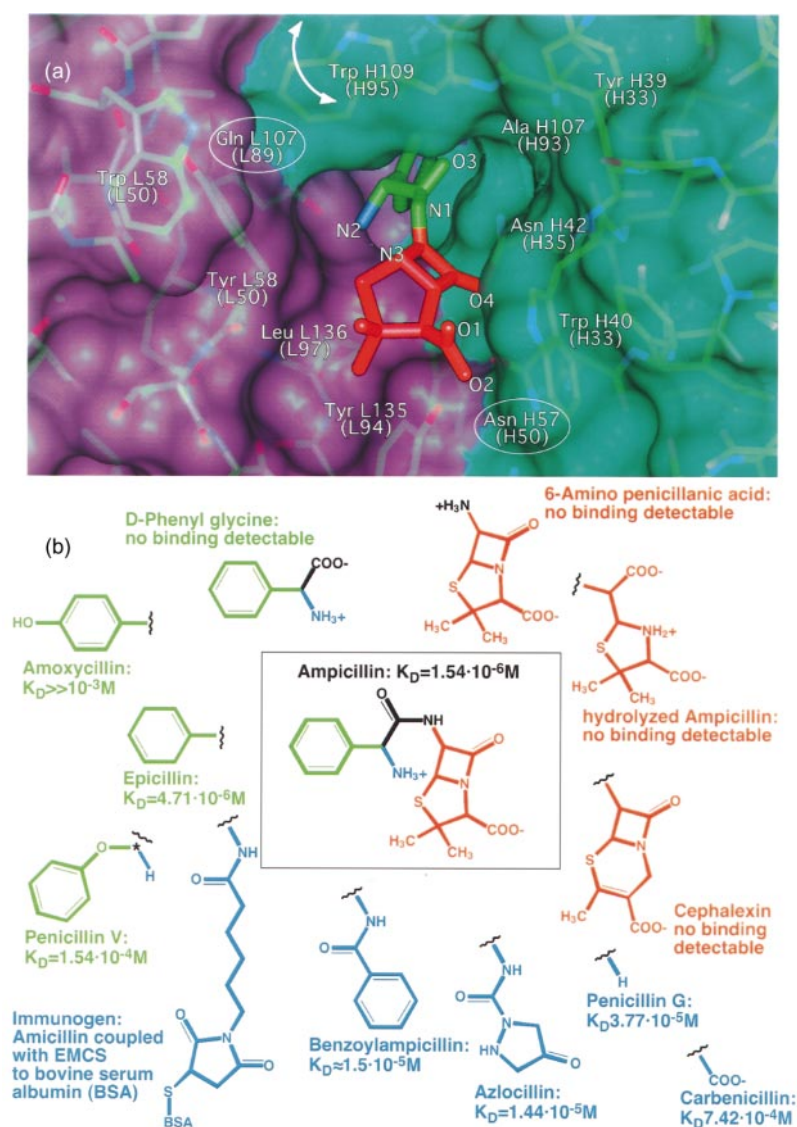 (a)
Trp H109
(H95)
Tyr H39
(H33)
Gln L107
(L89)
Ala H107
(H93)
O3
Trp L58
(L50)
N1
N2
Asn H42
(H35)
N3
Tyr L58
(L50)
O4
Leu L136
(L97)
O1
Trp H40
(H33)
O2
Tyr L135
(L94)
Asn H57
(H50)
(b)
D-Phenyl glycine:
no binding detectable
COO-
NH3+
6-Amino penicillanic acid:
no binding detectable
+H3N
O
N
S
H3C
CH3
COO-
HO
Amoxycillin:
KD>>10-3M
COO-
NH2+
S
COO-
H3C
CH3
hydrolyzed Ampicillin:
no binding detectable
Ampicillin: KD=1.54·10-6M
O
NH
O
NH3+
S
N
H3C
CH3
COO-
Epicillin:
KD=4.71·10-6M
O
*
H
Penicillin V:
KD=1.54·10-4M
NH
O
N
O
O
S
BSA
Immunogen:
Amicillin coupled
with EMCS
to bovine serum
albumin (BSA)
NH
O
Benzoylampicillin:
KD≈1.5·10-5M
NH
O
N
HN
O
Azlocillin:
KD=1.44·10-5M
O
N
S
H3C
COO-
Cephalexin
no binding
detectable
H
Penicillin G:
KD3.77·10-5M
COO-
Carbenicillin:
KD7.42·10-4M